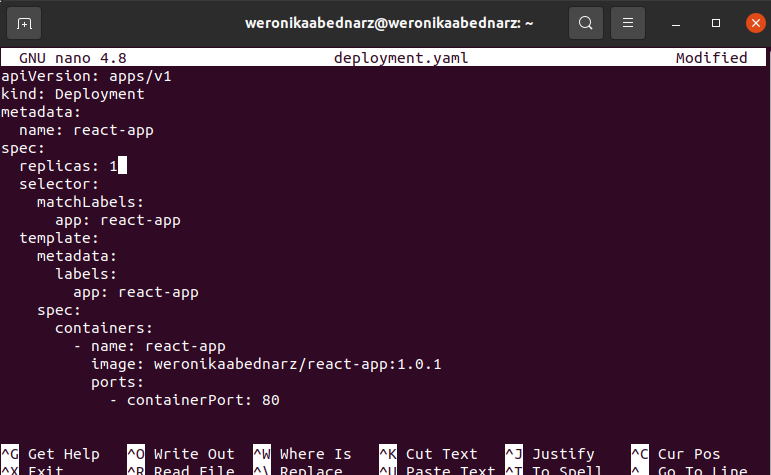 weronikaabednarz@weronikaabednarz: ~
GNU nano 4.8 deployment.yaml Modified
apiVersion: apps/v1
kind: Deployment
metadata:
  name: react-app
spec:
  replicas: 1
  selector:
    matchLabels:
      app: react-app
  template:
    metadata:
      labels:
        app: react-app
    spec:
      containers:
        - name: react-app
          image: weronikaabednarz/react-app:1.0.1
          ports:
            - containerPort: 80
^G Get Help ^O Write Out ^W Where Is ^K Cut Text ^J Justify ^C Cur Pos
^X Exit ^R Read File ^\ Replace ^U Paste Text ^T To Spell ^_ Go To Line